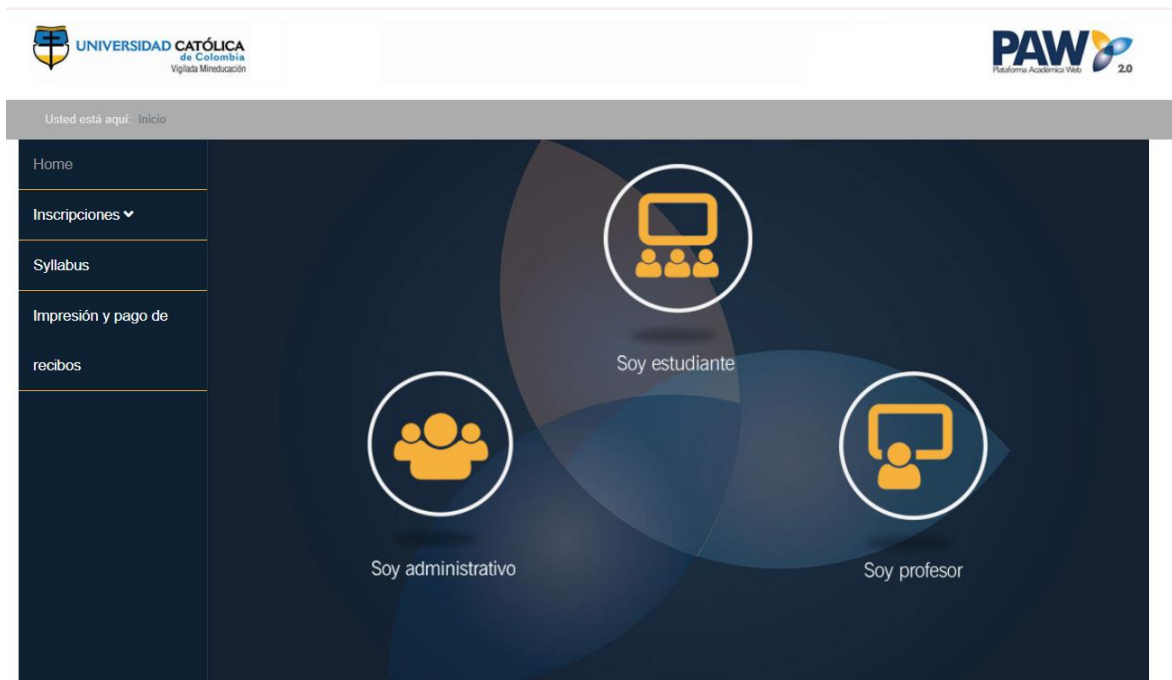 UNIVERSIDAD CATÓLICA
de Colombia
Vigilada Mineducación
PAW
Plataforma Académica Web 2.0
Usted está aquí: Inicio
Home
Inscripciones
Syllabus
Impresión y pago de
recibos
Soy estudiante
Soy administrativo
Soy profesor